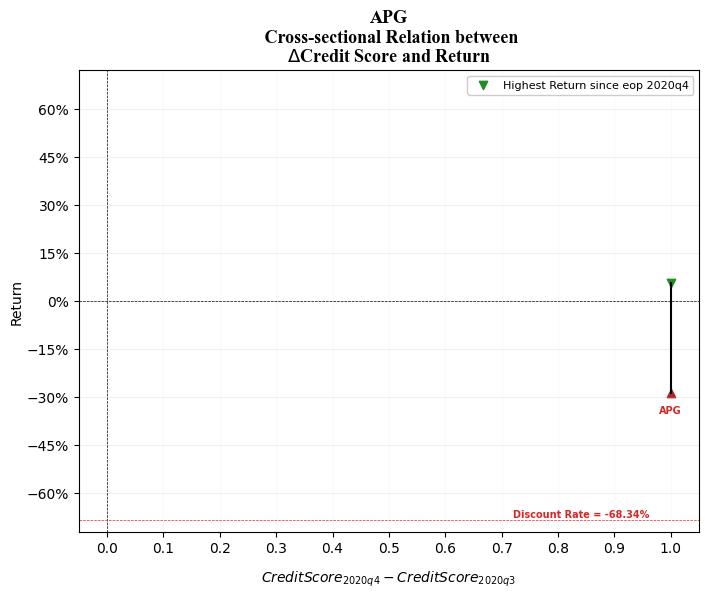 APG
Cross-sectional Relation between
ΔCredit Score and Return
Highest Return since eop 2020q4
60%
45%
30%
15%
0%
−15%
−30%
−45%
−60%
Return
APG
Discount Rate = -68.34%
0.0 0.1 0.2 0.3 0.4 0.5 0.6 0.7 0.8 0.9 1.0
CreditScore2020q4 − CreditScore2020q3